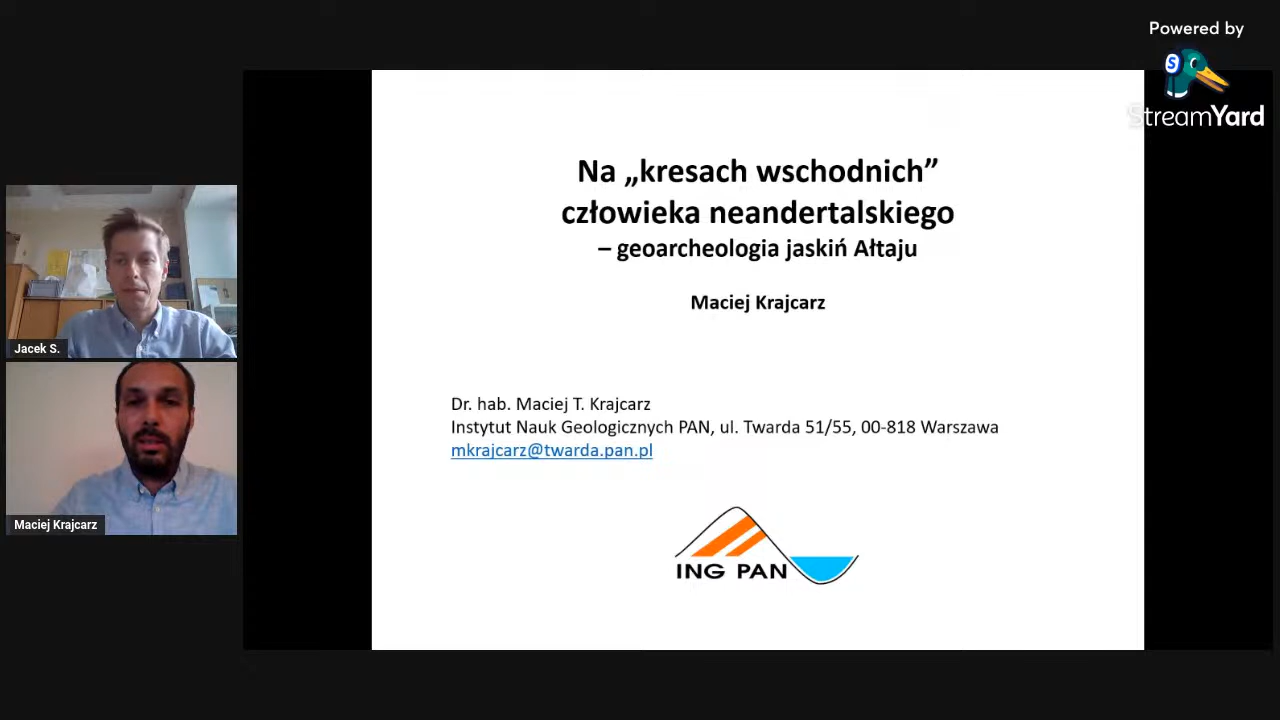 Powered by
S
StreamYard
Na „kresach wschodnich”
człowieka neandertalskiego
– geoarcheologia jaskiń Ałtaju
Maciej Krajcarz
Dr. hab. Maciej T. Krajcarz
Instytut Nauk Geologicznych PAN, ul. Twarda 51/55, 00-818 Warszawa
mkrajcarz@twarda.pan.pl
ING PAN
Jacek S.
Maciej Krajcarz